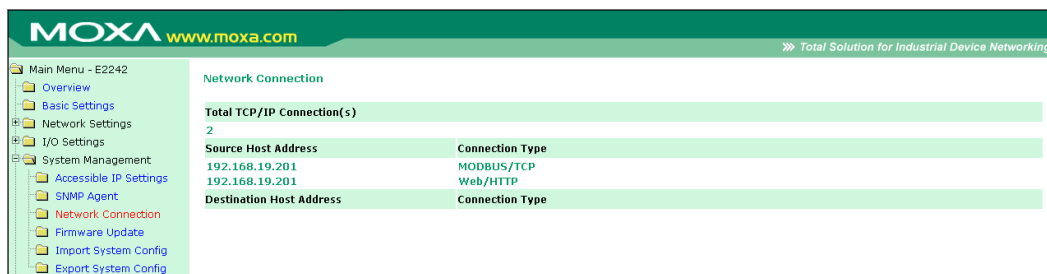 MOXA www.moxa.com
Total Solution for Industrial Device Networking
Main Menu - E2242
Overview
Basic Settings
Network Settings
I/O Settings
System Management
Accessible IP Settings
SNMP Agent
Network Connection
Firmware Update
Import System Config
Export System Config
Network Connection
Total TCP/IP Connection(s)
2
Source Host Address Connection Type
192.168.19.201 MODBUS/TCP
192.168.19.201 Web/HTTP
Destination Host Address Connection Type